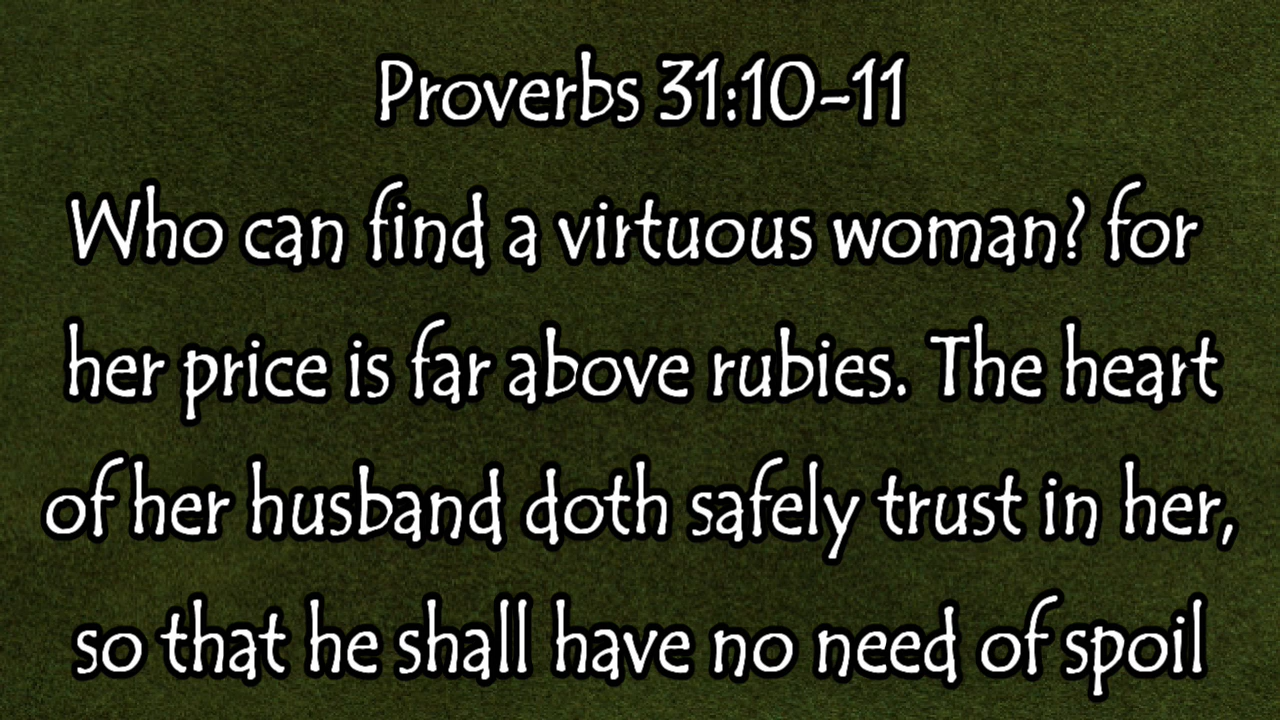 Proverbs 31:10-11
Who can find a virtuous woman? for
her price is far above rubies. The heart
of her husband doth safely trust in her,
so that he shall have no need of spoil